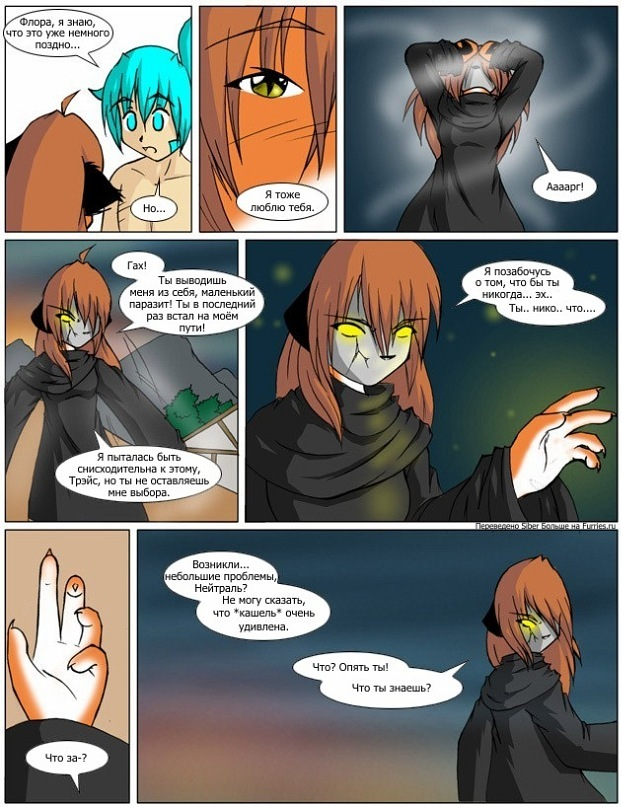 Флора, я знаю,
что это уже немного
поздно...
Но...
Я тоже
люблю тебя.
Аааарг!
Гах!
Ты выводишь
меня из себя, маленький
паразит! Ты в последний
раз встал на моём
пути!
Я пыталась быть
снисходительна к этому,
Трэйс, но ты не оставляешь
мне выбора.
Я позабочусь
о том, что бы ты
никогда... эх..
Ты.. нико.. что....
Переведено Siber Больше на Furries.ru
Что за-?
Возникли...
небольшие проблемы,
Нейтраль?
Не могу сказать,
что *кашель* очень
удивлена.
Что? Опять ты!
Что ты знаешь?